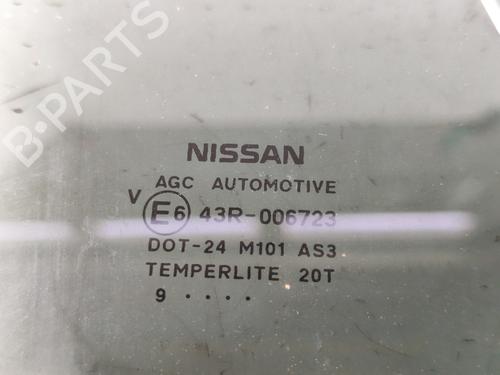 B-PARTS
NISSAN
AGC AUTOMOTIVE
V E6 43R-006723
DOT-24 M101 AS3
TEMPERLITE 20T
9 ....